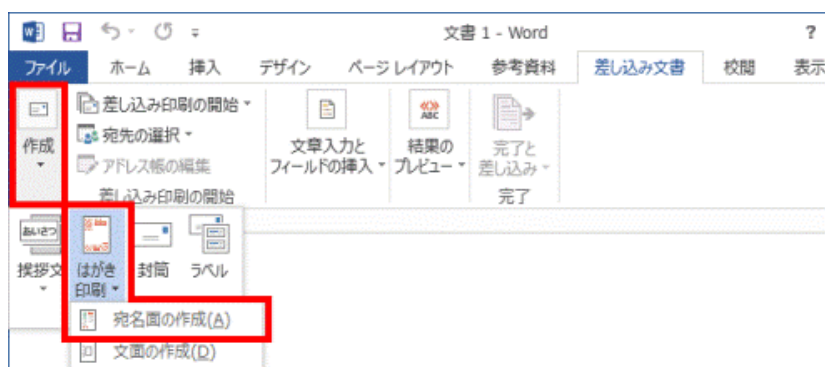 文書 1 - Word
?
ファイル ホーム 挿入 デザイン ページ レイアウト 参考資料 差し込み文書 校閲 表示
作成
差し込み印刷の開始
宛先の選択
アドレス帳の編集
差し込み印刷の開始
文章入力と
フィールドの挿入
ABC
結果の
プレビュー
完了と
差し込み
完了
あいさつ
挨拶文
はがき
印刷
封筒
ラベル
宛名面の作成(A)
文面の作成(D)